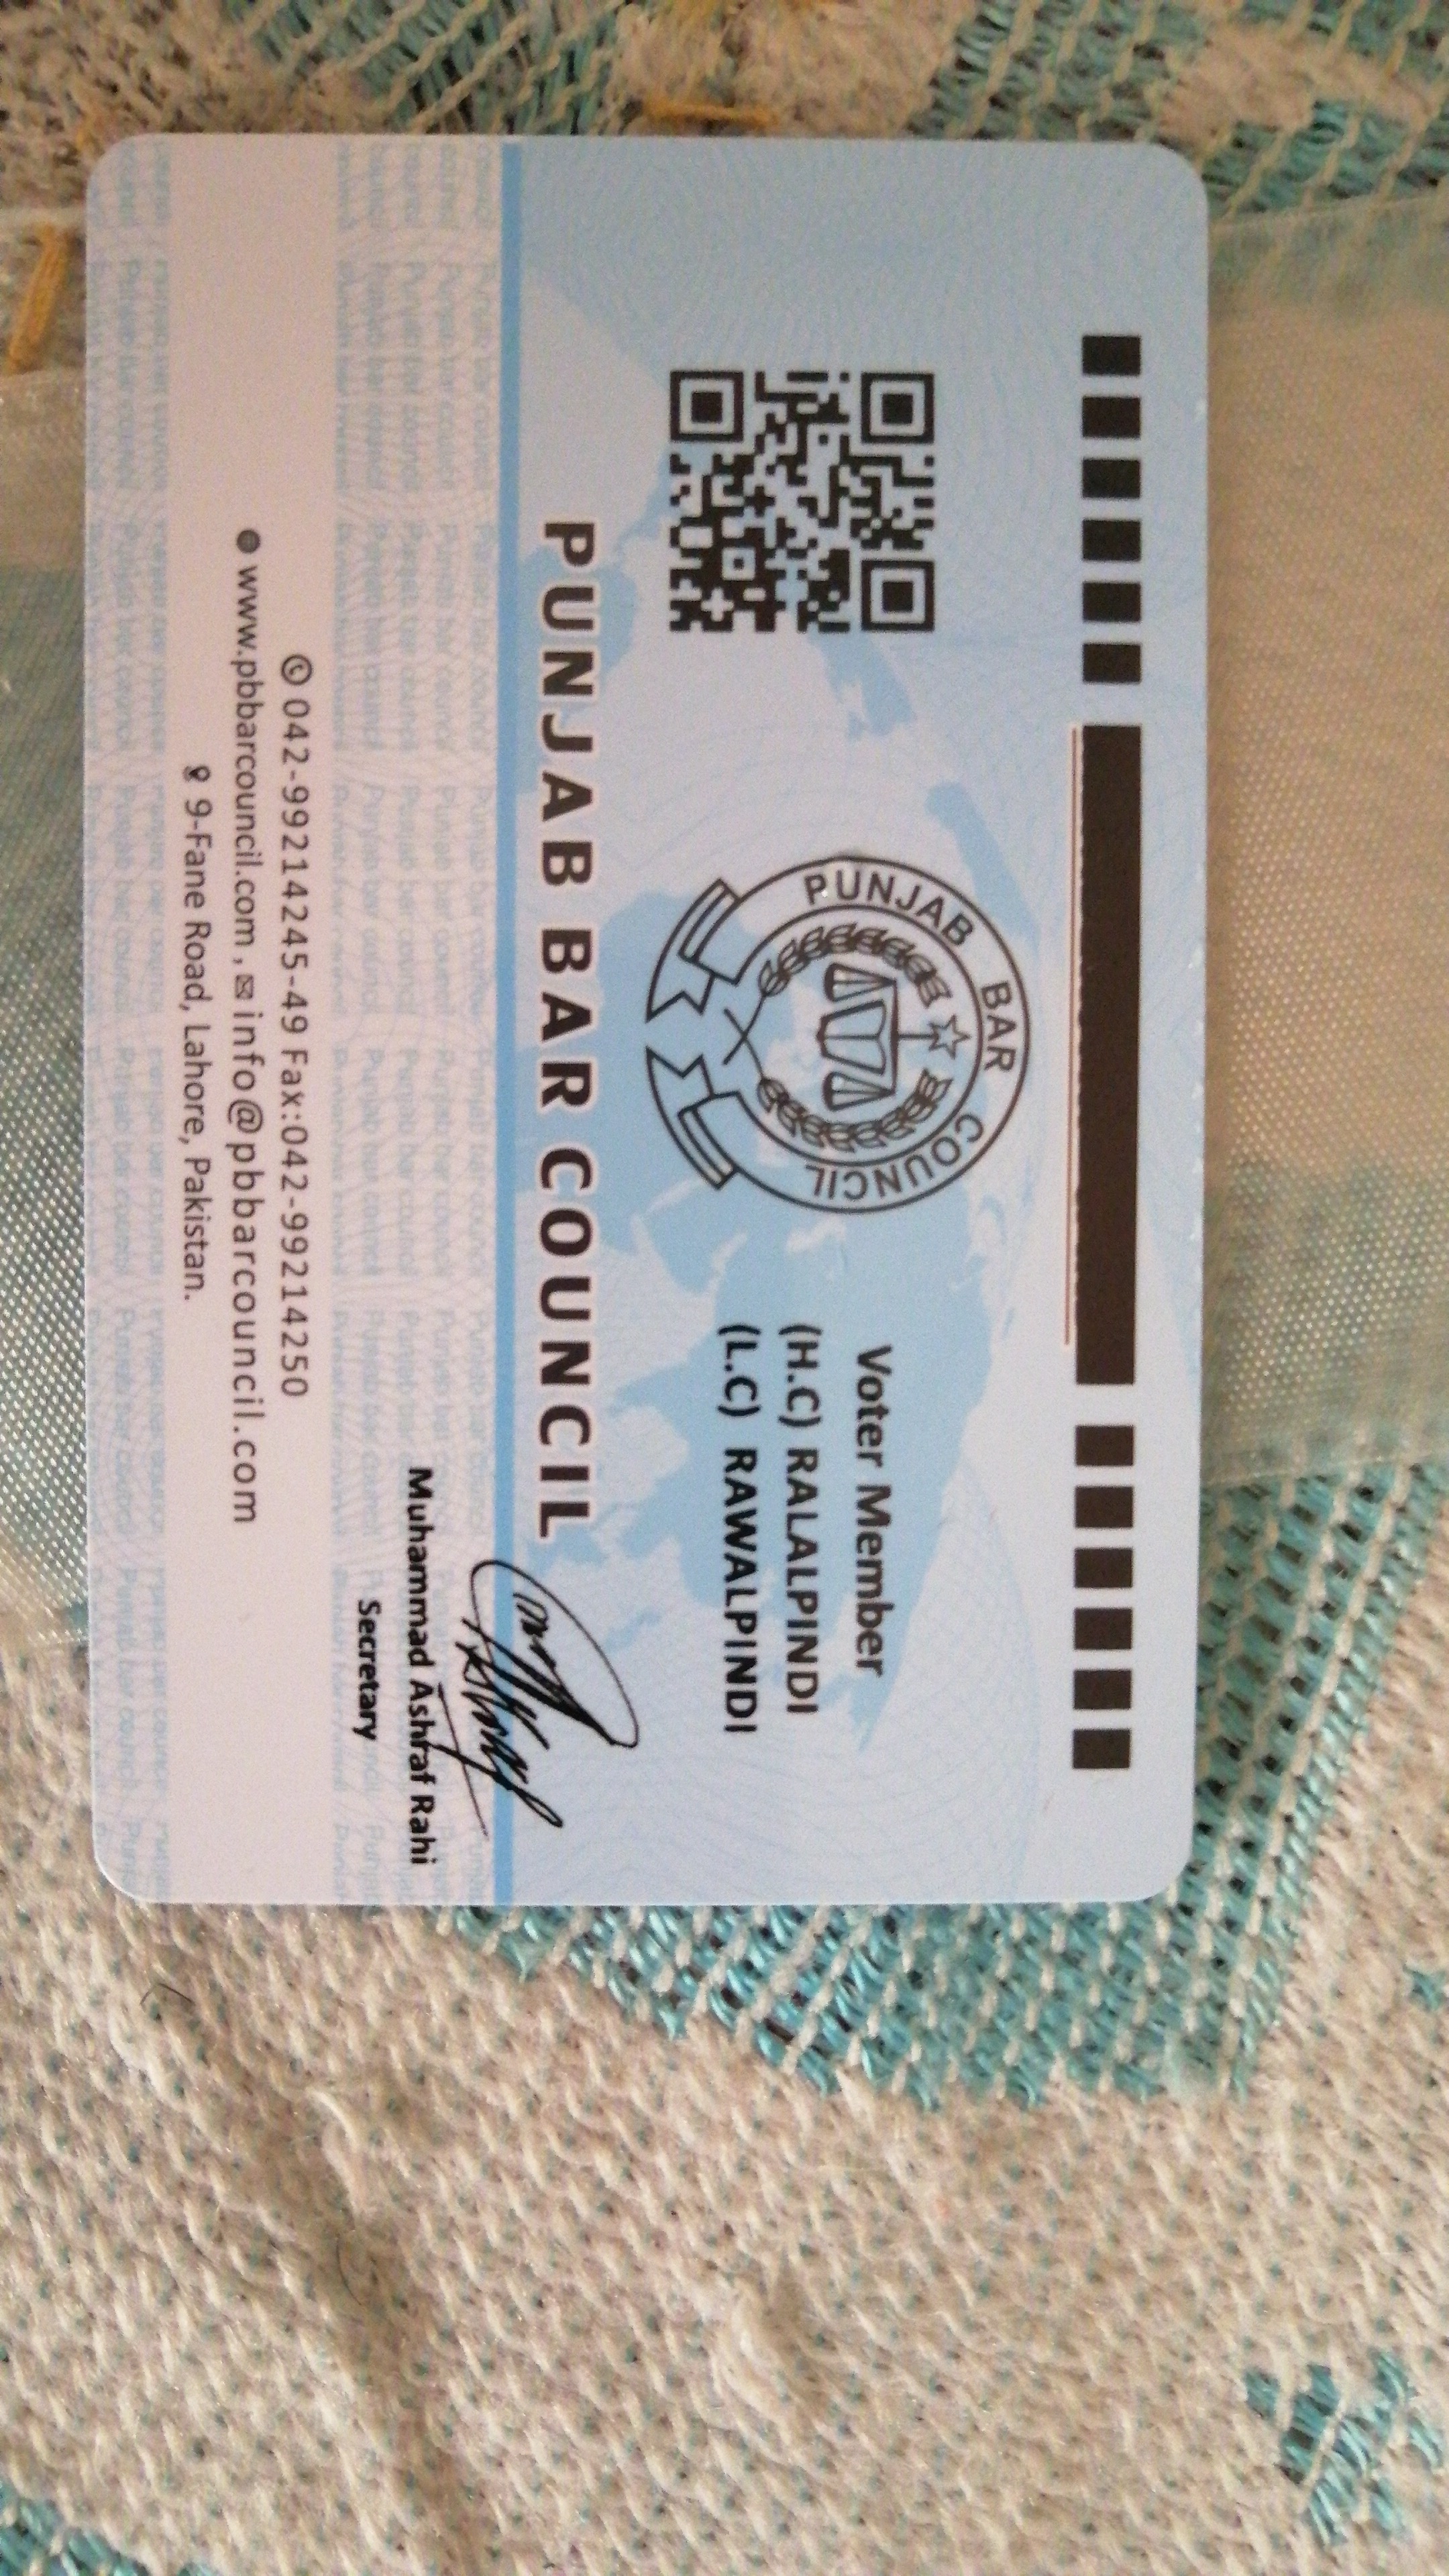 PUNJAB BAR COUNCIL
Voter Member
(H.C) RALALPINDI
(L.C) RAWALPINDI
PUNJAB BAR COUNCIL
Muhammad Ashraf Rahi
Secretary
042-99214245-49 Fax:042-99214250
www.pbbarcouncil.com , info@pbbarcouncil.com
9-Fane Road, Lahore, Pakistan.